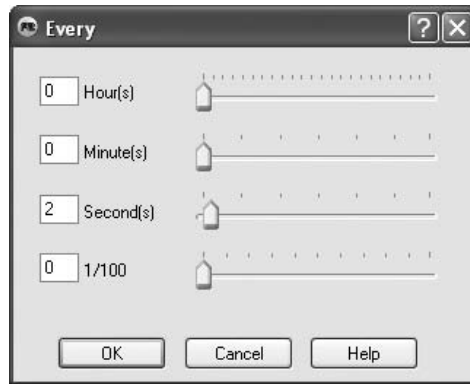 Every
0 Hour(s)
0 Minute(s)
2 Second(s)
0 1/100
OK Cancel Help